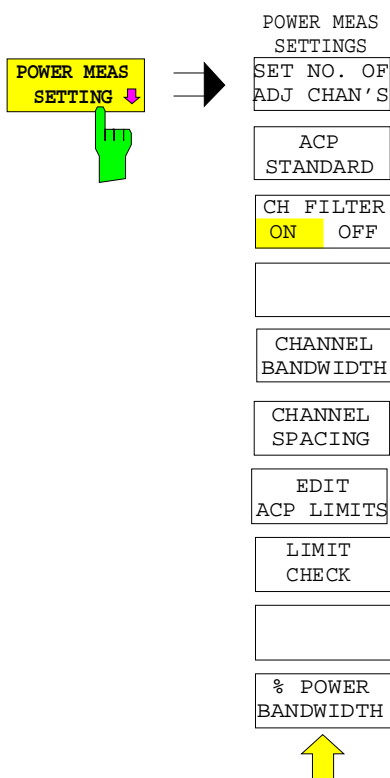 POWER MEAS
SETTING
POWER MEAS
SETTINGS
SET NO. OF
ADJ CHAN'S
ACP
STANDARD
CH FILTER
ON OFF
CHANNEL
BANDWIDTH
CHANNEL
SPACING
EDIT
ACP LIMITS
LIMIT
CHECK
% POWER
BANDWIDTH